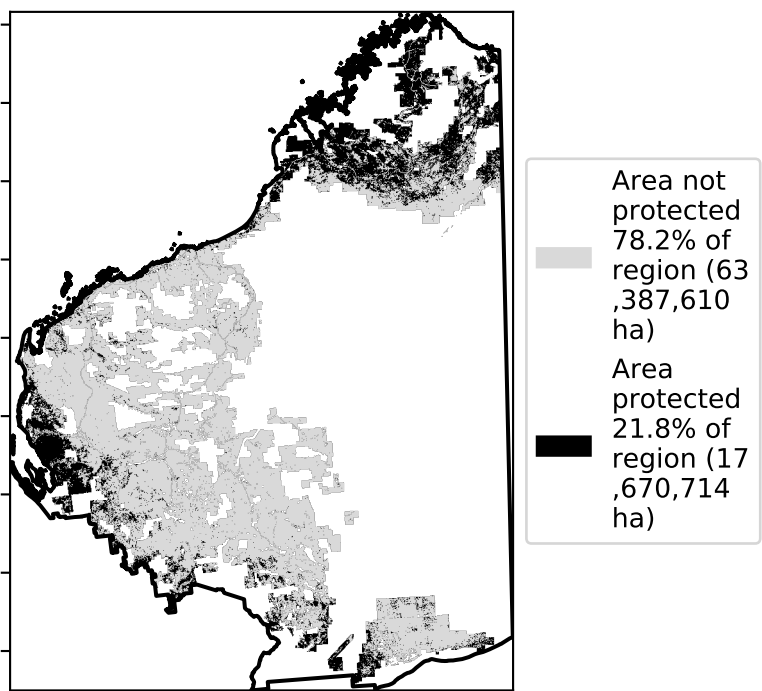 Area not
protected
78.2% of
region (63
,387,610
ha)
Area
protected
21.8% of
region (17
,670,714
ha)